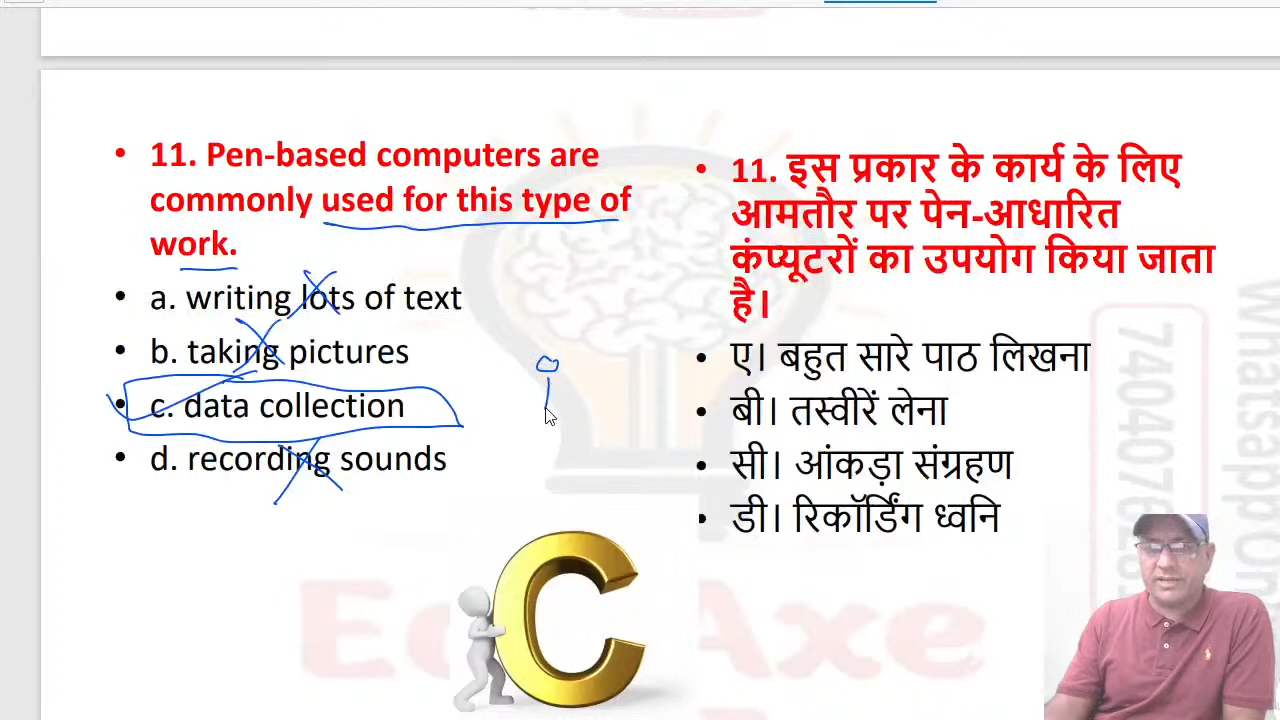 11. Pen-based computers are
commonly used for this type of
work.
a. writing lots of text
b. taking pictures
c. data collection
d. recording sounds
11. इस प्रकार के कार्य के लिए
आमतौर पर पेन-आधारित
कंप्यूटरों का उपयोग किया जाता
है।
ए। बहुत सारे पाठ लिखना
बी। तस्वीरें लेना
सी। आंकड़ा संग्रहण
डी। रिकॉर्डिंग ध्वनि
C